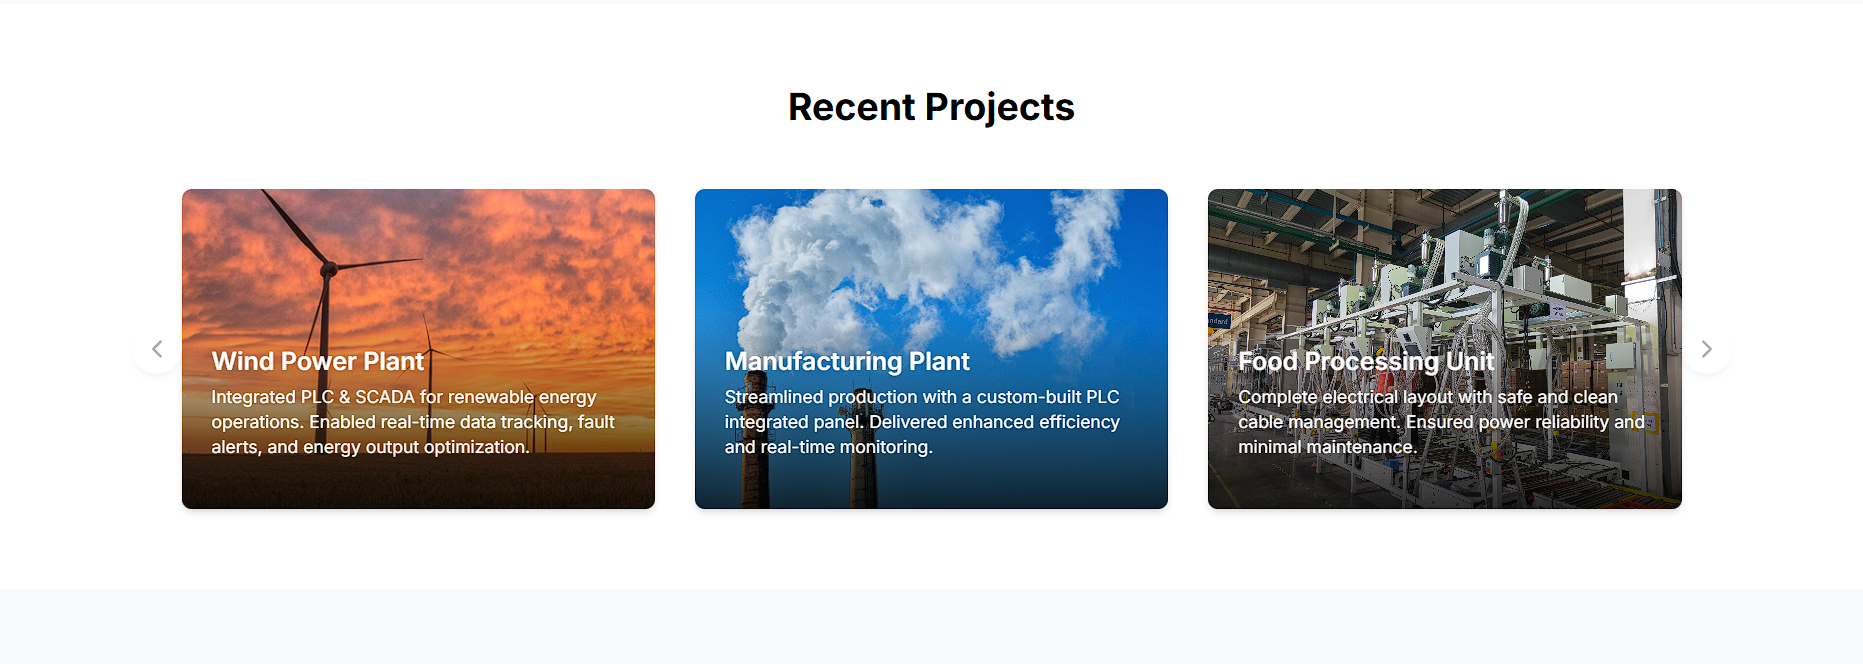 Recent Projects
Wind Power Plant
Integrated PLC & SCADA for renewable energy
operations. Enabled real-time data tracking, fault
alerts, and energy output optimization.
Manufacturing Plant
Streamlined production with a custom-built PLC
integrated panel. Delivered enhanced efficiency
and real-time monitoring.
Food Processing Unit
Complete electrical layout with safe and clean
cable management. Ensured power reliability and
minimal maintenance.